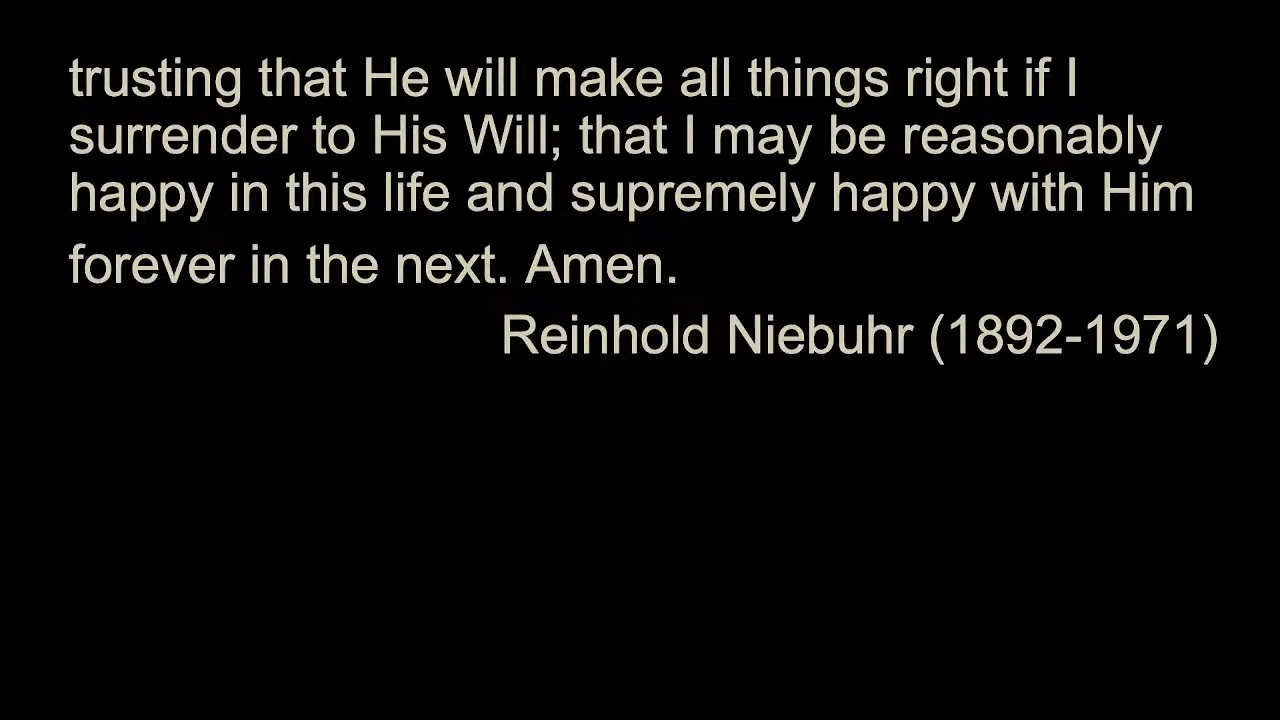 trusting that He will make all things right if I
surrender to His Will; that I may be reasonably
happy in this life and supremely happy with Him
forever in the next. Amen.
Reinhold Niebuhr (1892-1971)